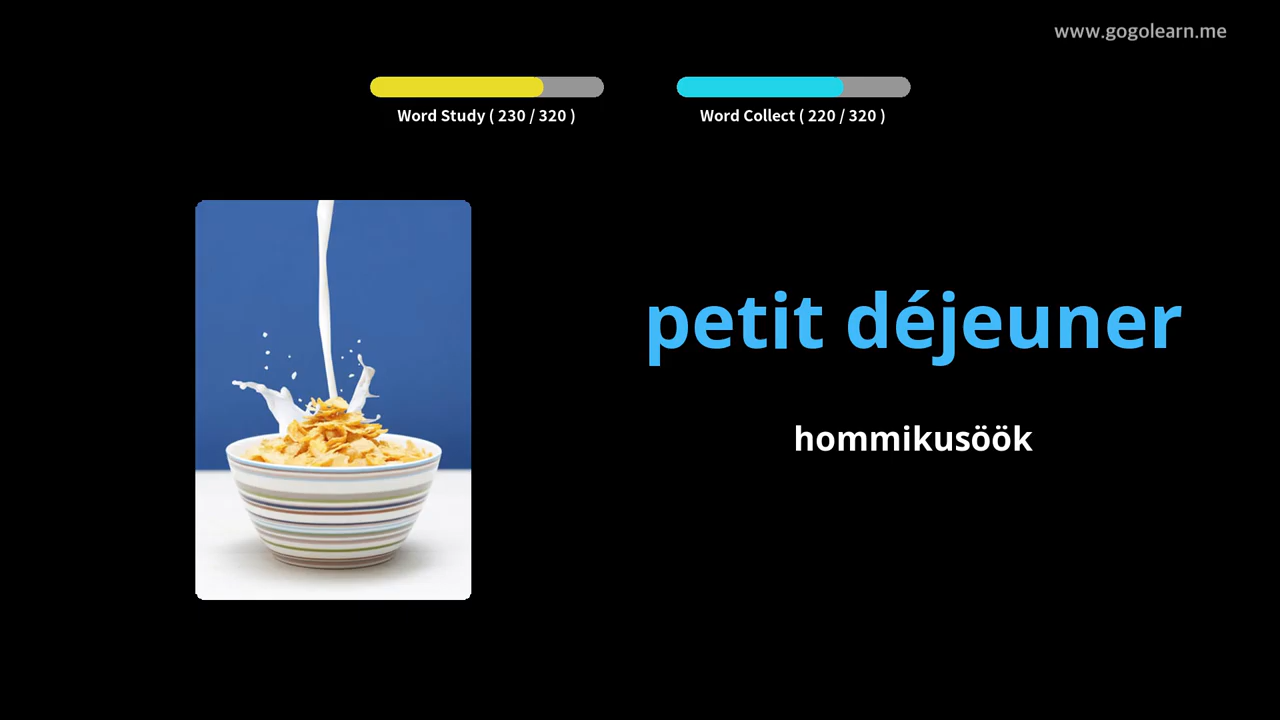 www.gogolearn.me
Word Study ( 230 / 320 )
Word Collect ( 220 / 320 )
petit déjeuner
hommikusöök